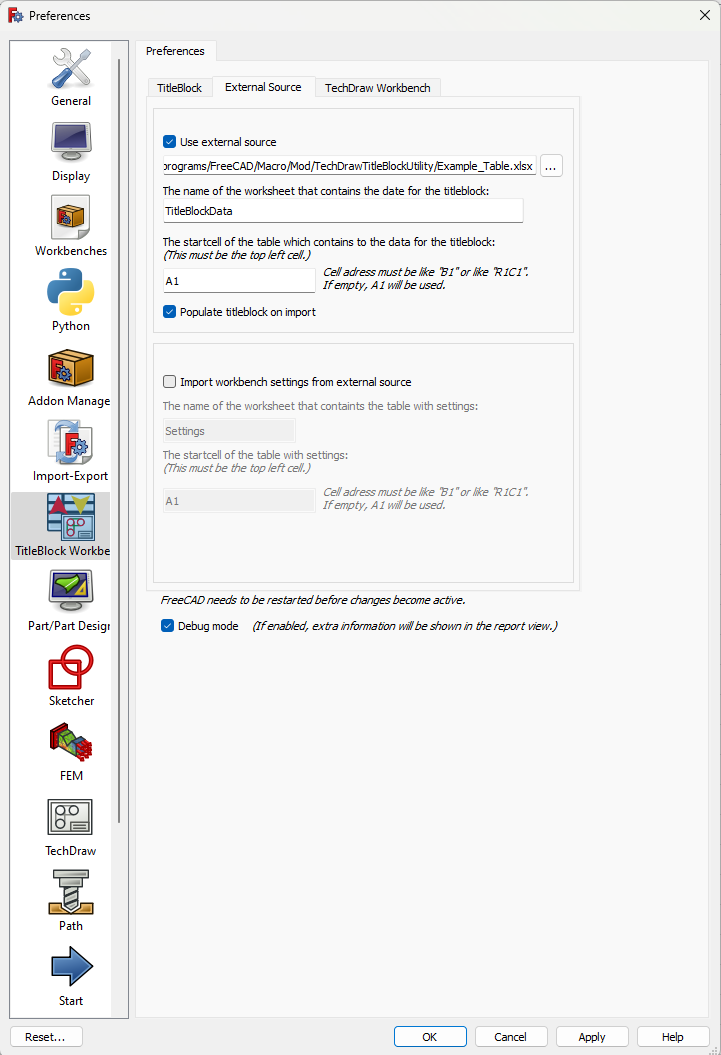 Preferences
General
Display
Workbenches
Python
Addon Manage
Import-Export
TitleBlock Workbe
Part/Part Design
Sketcher
FEM
TechDraw
Path
Start
Preferences
TitleBlock External Source TechDraw Workbench
Use external source
programs/FreeCAD/Macro/Mod/TechDrawTitleBlockUtility/Example_Table.xlsx ...
The name of the worksheet that contains the date for the titleblock:
TitleBlockData
The startcell of the table which contains to the data for the titleblock:
(This must be the top left cell.)
A1
Cell adress must be like "B1" or like "R1C1".
If empty, A1 will be used.
Populate titleblock on import
Import workbench settings from external source
The name of the worksheet that containts the table with settings:
Settings
The startcell of the table with settings:
(This must be the top left cell.)
A1
Cell adress must be like "B1" or like "R1C1".
If empty, A1 will be used.
FreeCAD needs to be restarted before changes become active.
Debug mode (If enabled, extra information will be shown in the report view.)
Reset... OK Cancel Apply Help